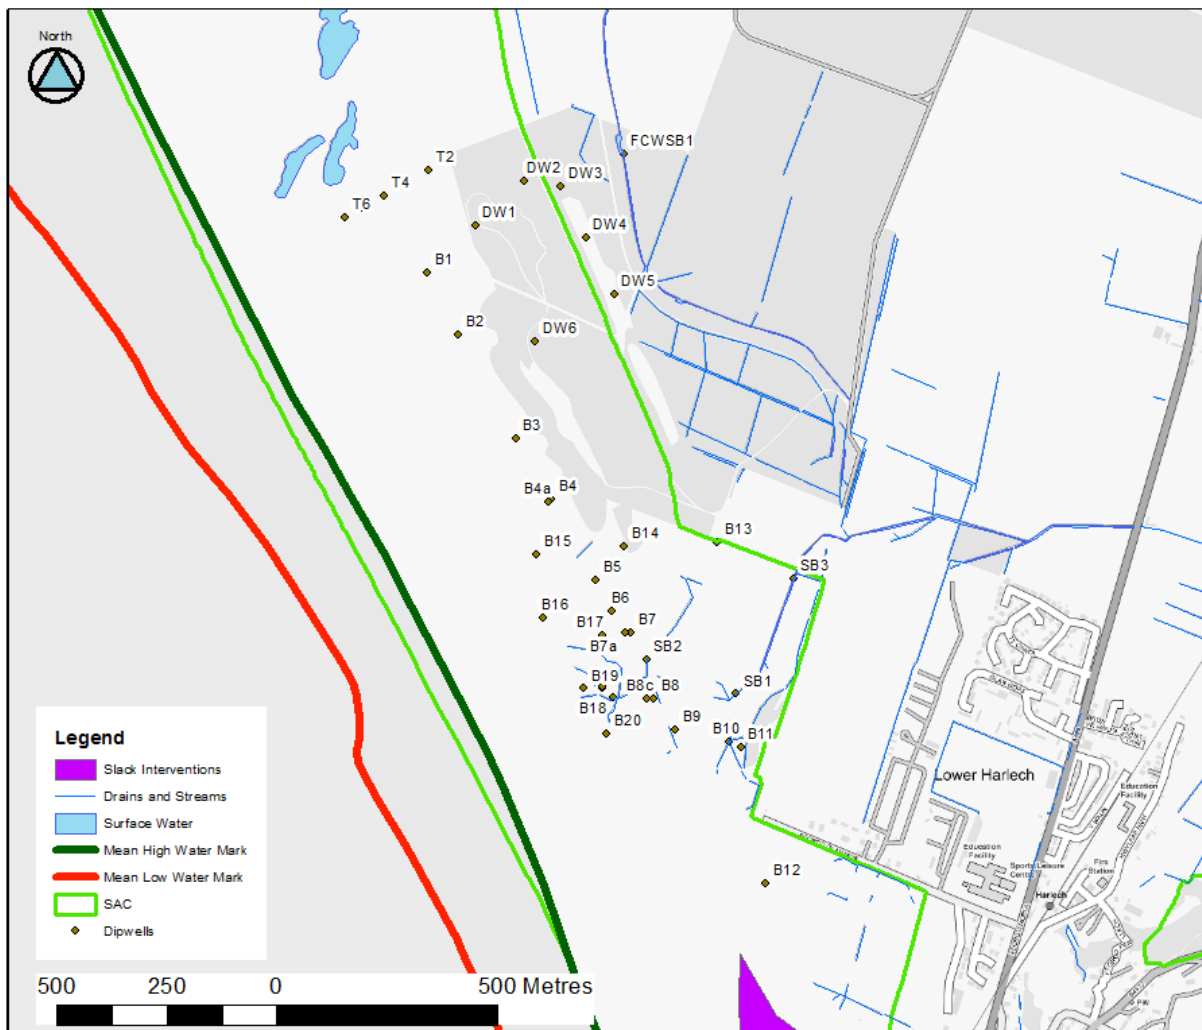 North
FCWSB1
T2
DW2
DW3
T4
T6
DW1
DW4
B1
DW5
B2
DW6
B3
B4a
B4
B15
B14
B13
B5
SB3
B16
B6
B17
B7
B7a
SB2
B19
B8c
B8
SB1
B18
B20
B9
B10
B11
B12
Lower Harlech
Education
Facility
Education
Facility
Sports Leisure
Centre
Fire
Station
Harlech
PW
Legend
Slack Interventions
Drains and Streams
Surface Water
Mean High Water Mark
Mean Low Water Mark
SAC
Dipwells
500 250 0 500 Metres